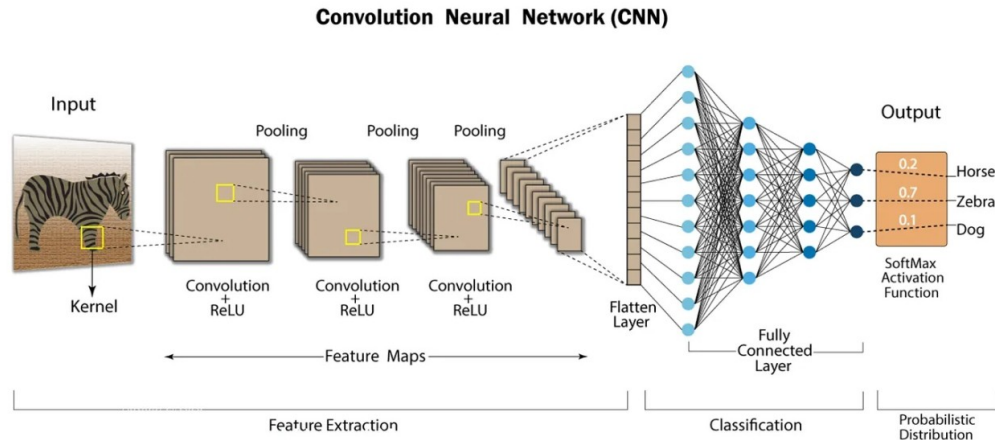 Convolution Neural Network (CNN)
Input
Pooling
Pooling
Pooling
Output
0.2
Horse
0.7
Zebra
0.1
Dog
SoftMax
Activation
Function
Kernel
Convolution
+
ReLU
Convolution
+
ReLU
Convolution
+
ReLU
Flatten
Layer
Fully
Connected
Layer
Feature Maps
Feature Extraction
Classification
Probabilistic
Distribution